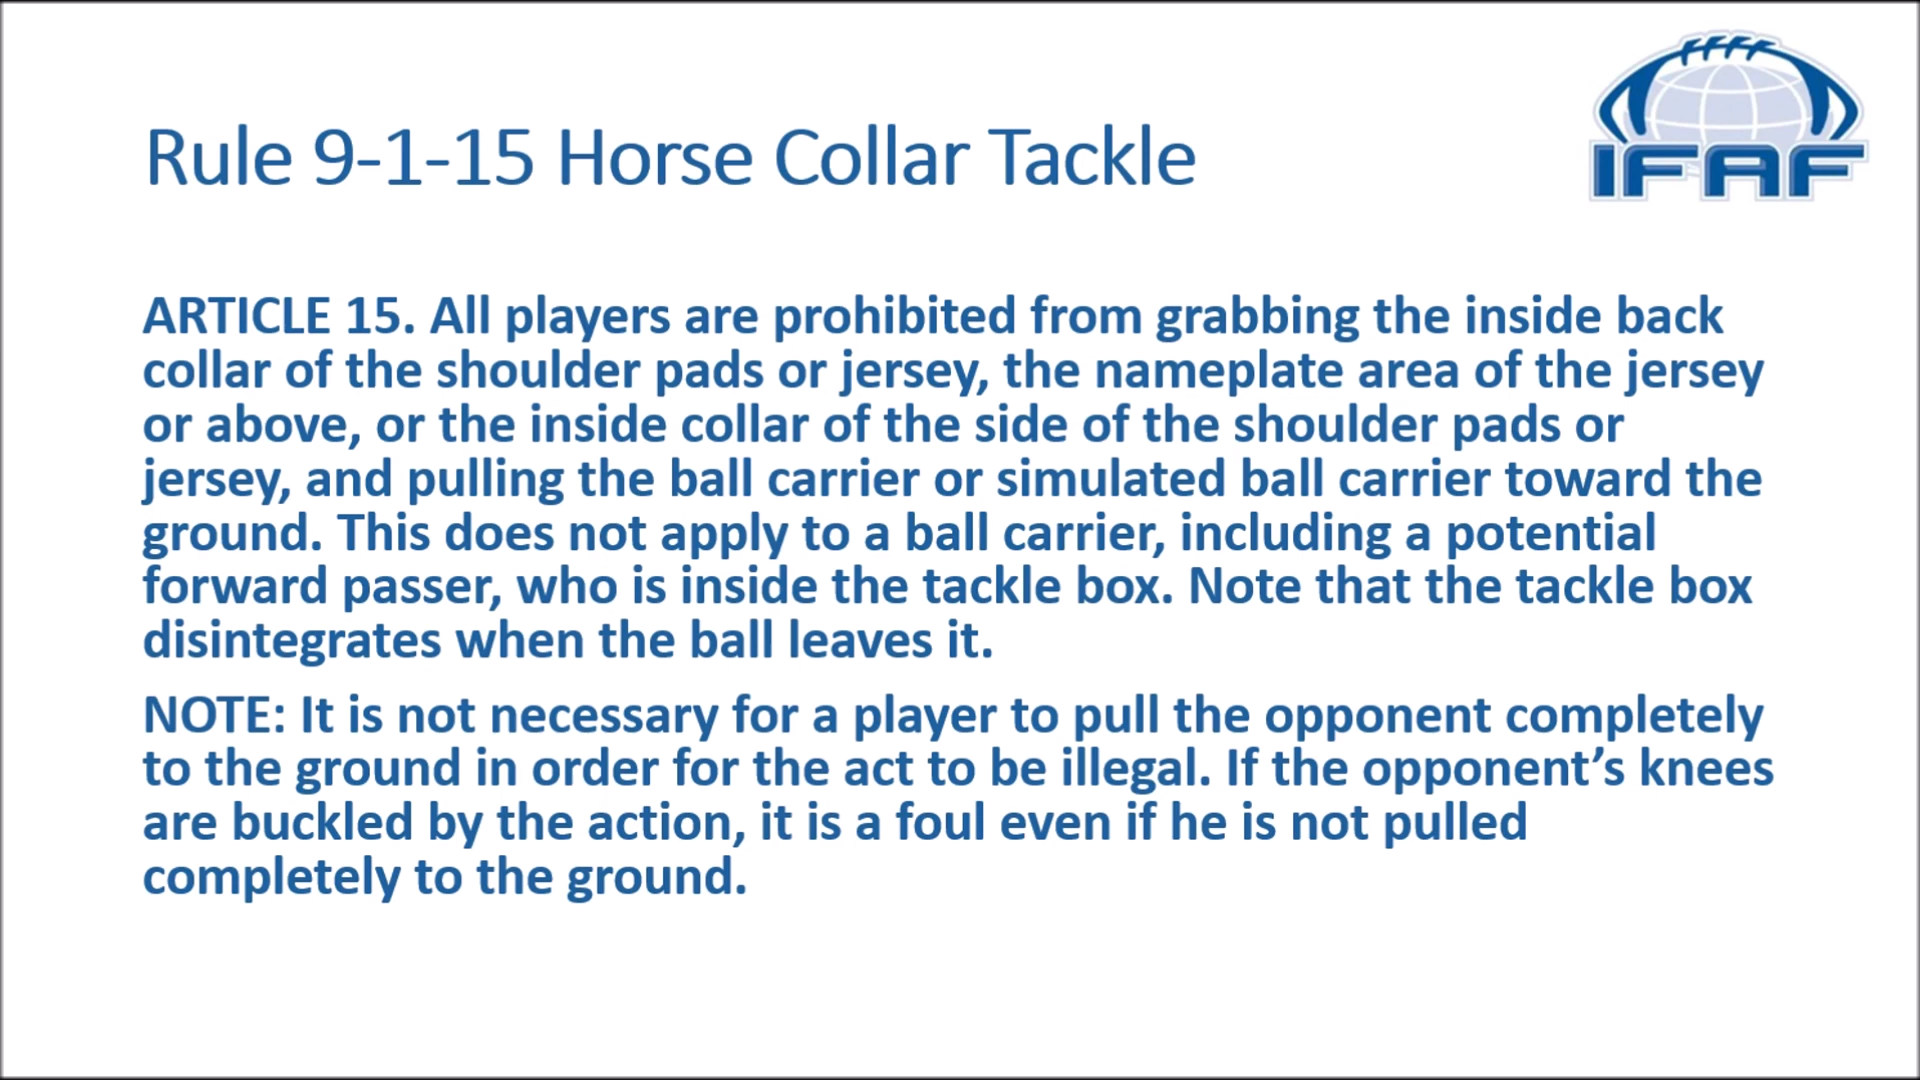 Rule 9-1-15 Horse Collar Tackle
IFAF
ARTICLE 15. All players are prohibited from grabbing the inside back
collar of the shoulder pads or jersey, the nameplate area of the jersey
or above, or the inside collar of the side of the shoulder pads or
jersey, and pulling the ball carrier or simulated ball carrier toward the
ground. This does not apply to a ball carrier, including a potential
forward passer, who is inside the tackle box. Note that the tackle box
disintegrates when the ball leaves it.
NOTE: It is not necessary for a player to pull the opponent completely
to the ground in order for the act to be illegal. If the opponent’s knees
are buckled by the action, it is a foul even if he is not pulled
completely to the ground.